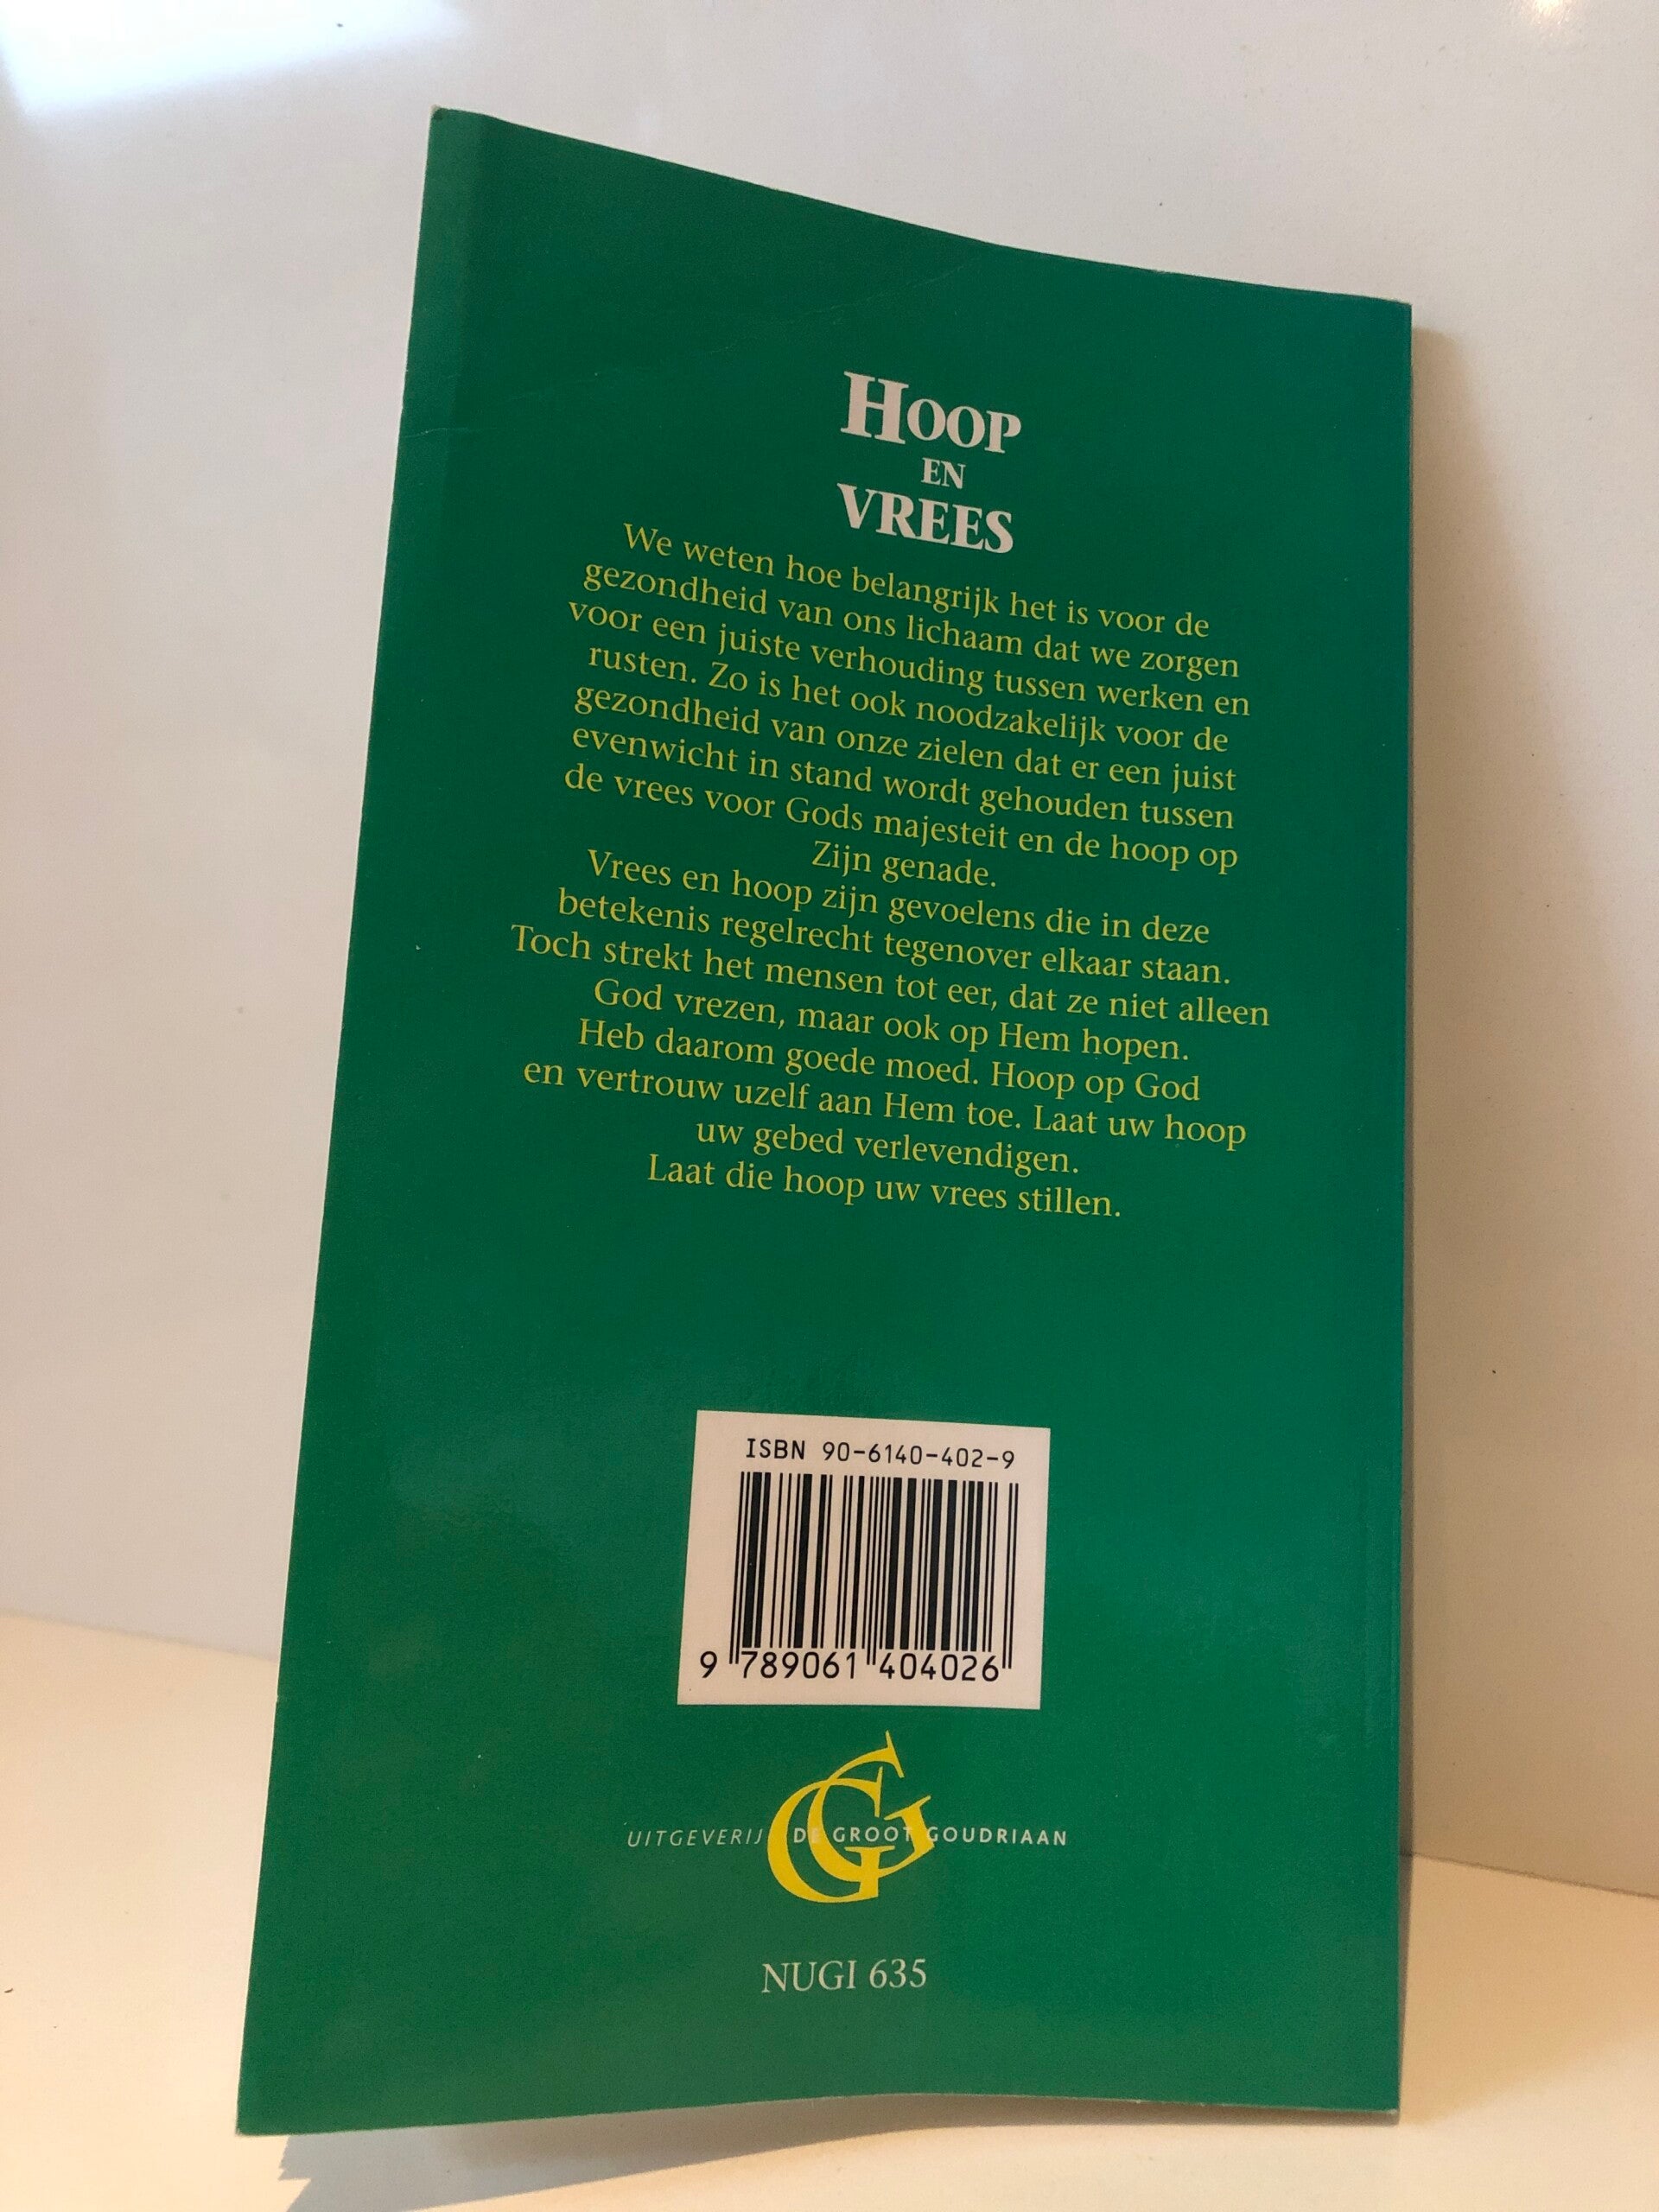 HOOP
EN
VREES
We weten hoe belangrijk het is voor de
gezondheid van ons lichaam dat we zorgen
voor een juiste verhouding tussen werken en
rusten. Zo is het ook noodzakelijk voor de
gezondheid van onze zielen dat er een juist
evenwicht in stand wordt gehouden tussen
de vrees voor Gods majesteit en de hoop op
Zijn genade.
Vrees en hoop zijn gevoelens die in deze
betekenis regelrecht tegenover elkaar staan.
Toch strekt het mensen tot eer, dat ze niet alleen
God vrezen, maar ook op Hem hopen.
Heb daarom goede moed. Hoop op God
en vertrouw uzelf aan Hem toe. Laat uw hoop
uw gebed verlevendigen.
Laat die hoop uw vrees stillen.
ISBN 90-6140-402-9
9 789061 404026
GG
UITGEVERIJ DE GROOT GOUDRIAAN
NUGI 635